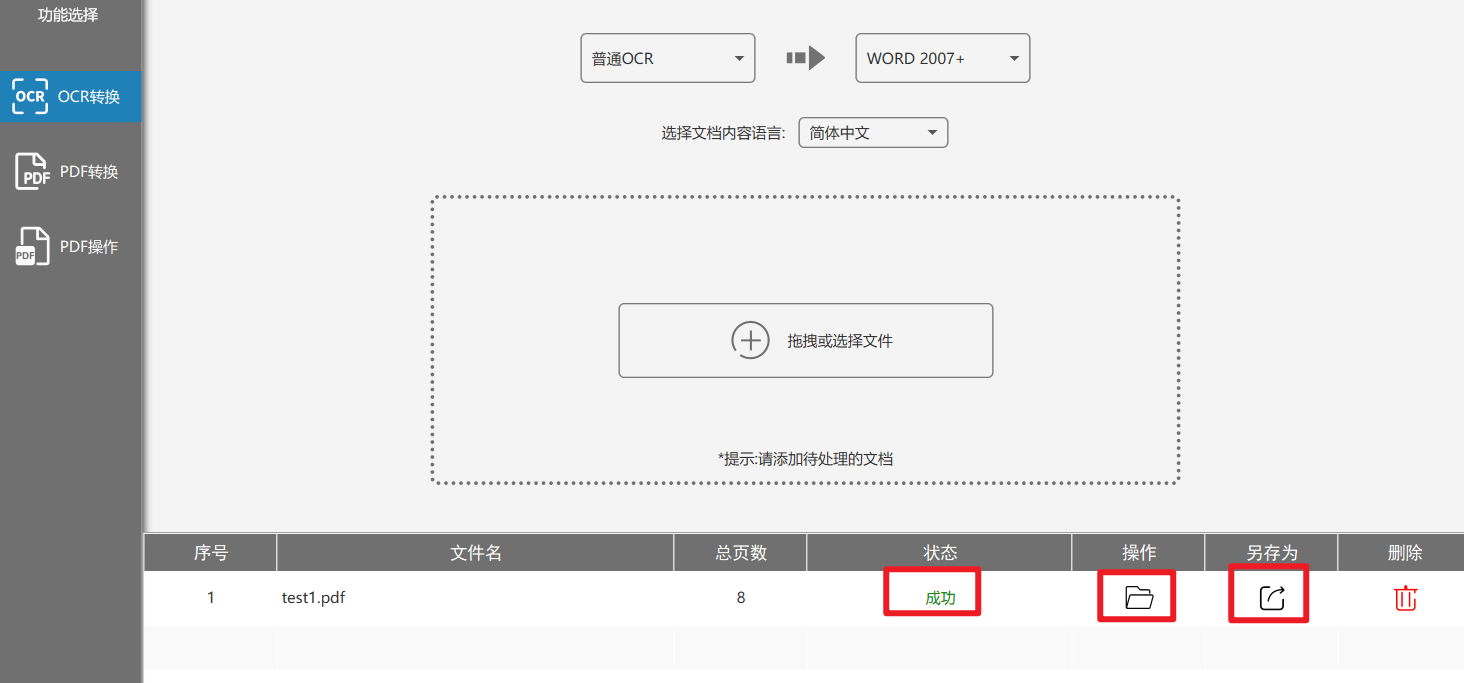 功能选择
OCR OCR转换
PDF PDF转换
PDF PDF操作
普通OCR WORD 2007+
选择文档内容语言: 简体中文
拖拽或选择文件
*提示:请添加待处理的文档
序号 文件名 总页数 状态 操作 另存为 删除
1 test1.pdf 8 成功